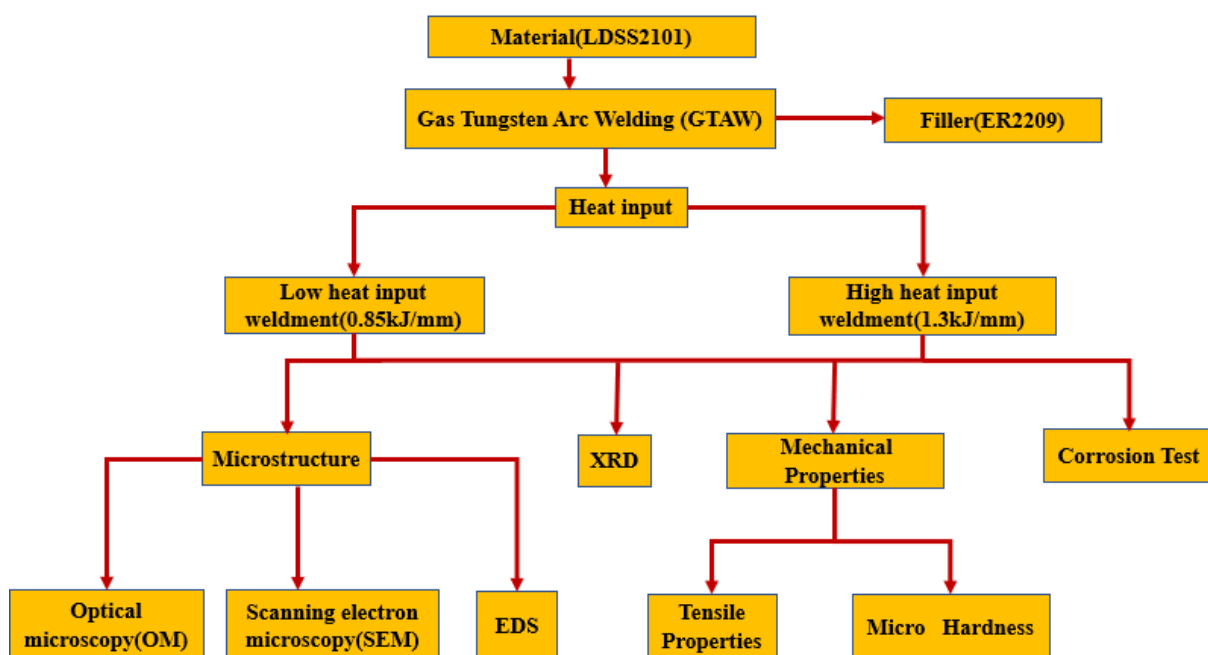 Material(LDSS2101)
Gas Tungsten Arc Welding (GTAW)
Filler(ER2209)
Heat input
Low heat input
weldment(0.85kJ/mm)
High heat input
weldment(1.3kJ/mm)
Microstructure
XRD
Mechanical
Properties
Corrosion Test
Optical
microscopy(OM)
Scanning electron
microscopy(SEM)
EDS
Tensile
Properties
Micro Hardness